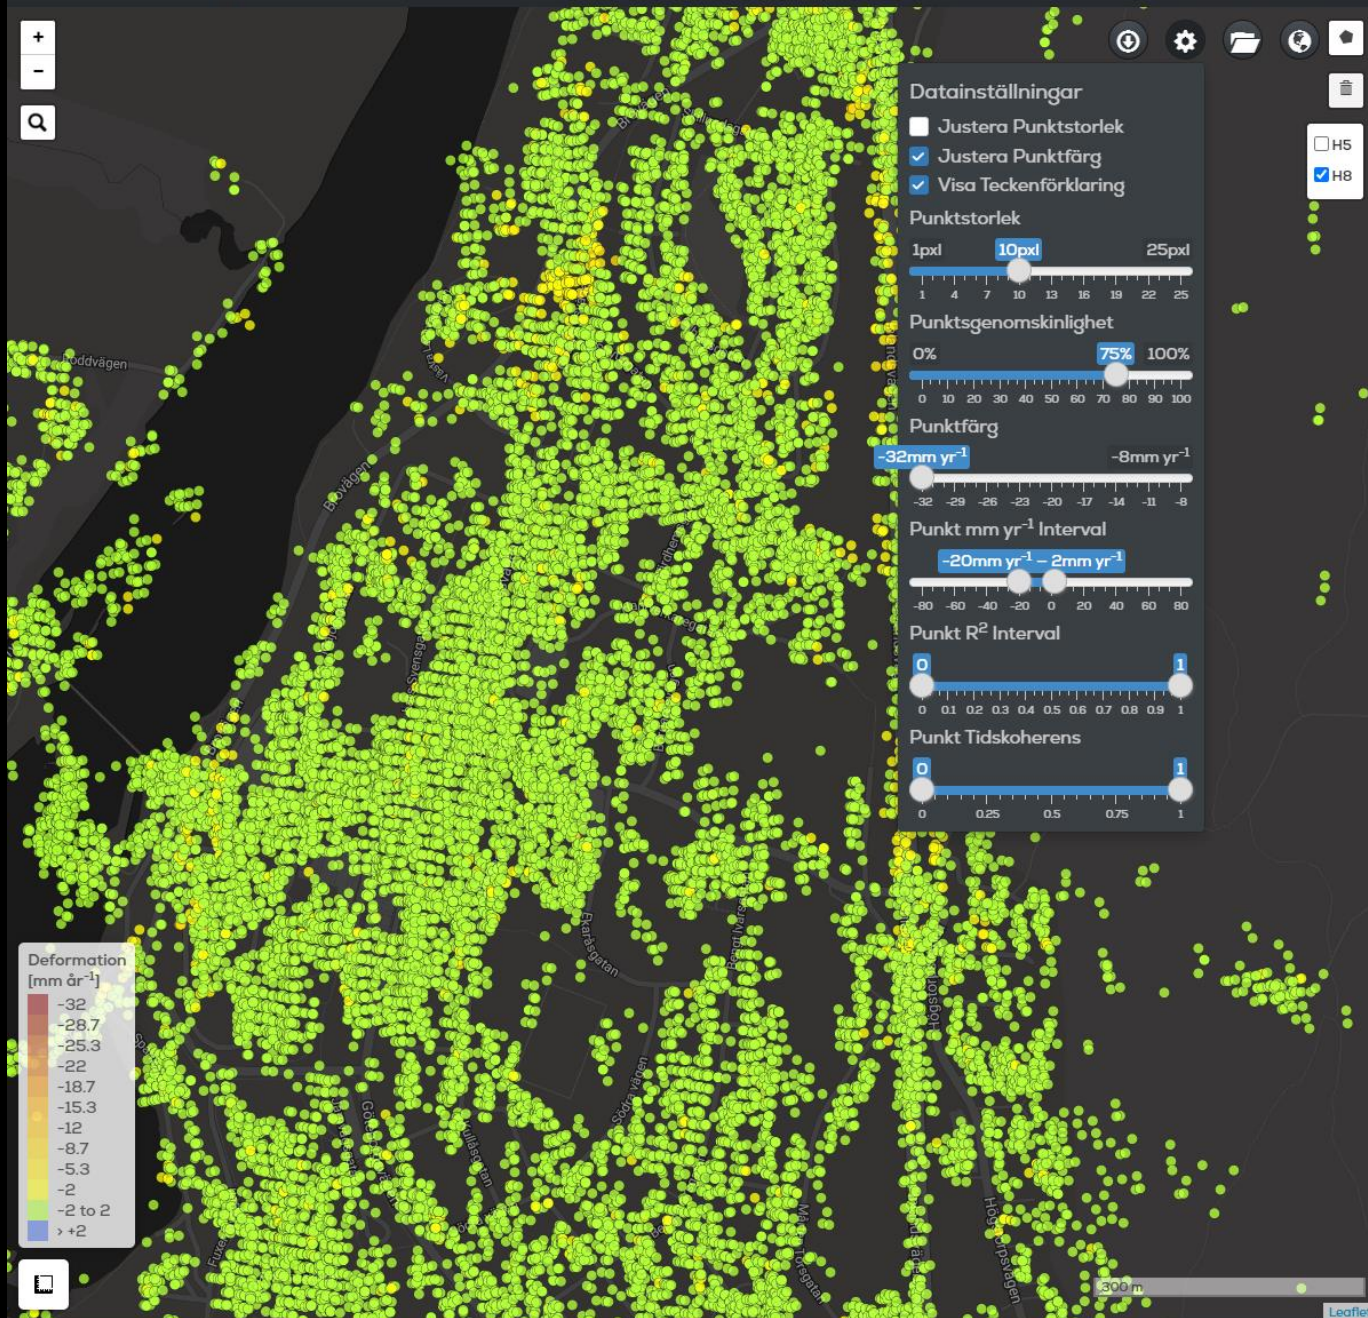 +
−
H5
H8
Datainställningar
Justera Punktstorlek
Justera Punktfärg
Visa Teckenförklaring
Punktstorlek
1pxl 10pxl 25pxl
1 4 7 10 13 16 19 22 25
Punktsgenomskinlighet
0% 75% 100%
0 10 20 30 40 50 60 70 80 90 100
Punktfärg
-32mm yr⁻¹ -8mm yr⁻¹
-32 -29 -26 -23 -20 -17 -14 -11 -8
Punkt mm yr⁻¹ Interval
-20mm yr⁻¹ – 2mm yr⁻¹
-80 -60 -40 -20 0 20 40 60 80
Punkt R² Interval
0 1
0 0.1 0.2 0.3 0.4 0.5 0.6 0.7 0.8 0.9 1
Punkt Tidskoherens
0 1
0 0.25 0.5 0.75 1
Brovägen
Ekaråsgatan
Södra vägen
Deformation
[mm år⁻¹]
-32
-28.7
-25.3
-22
-18.7
-15.3
-12
-8.7
-5.3
-2
-2 to 2
> +2
300 m